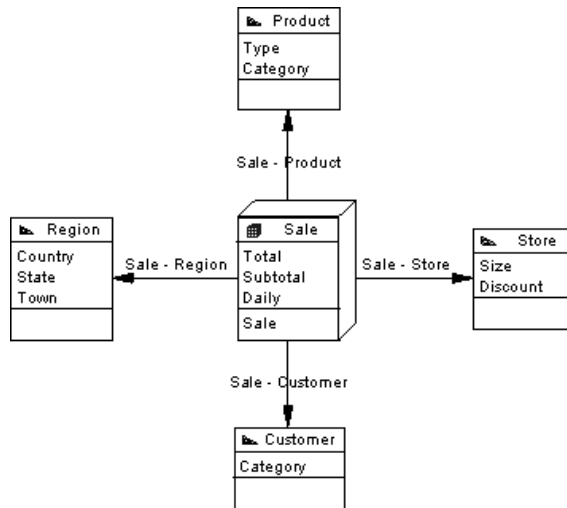 Product
Type
Category
Sale - Product
Region
Country
State
Town
Sale - Region
Sale
Total
Subtotal
Daily
Sale
Sale - Store
Store
Size
Discount
Sale - Customer
Customer
Category